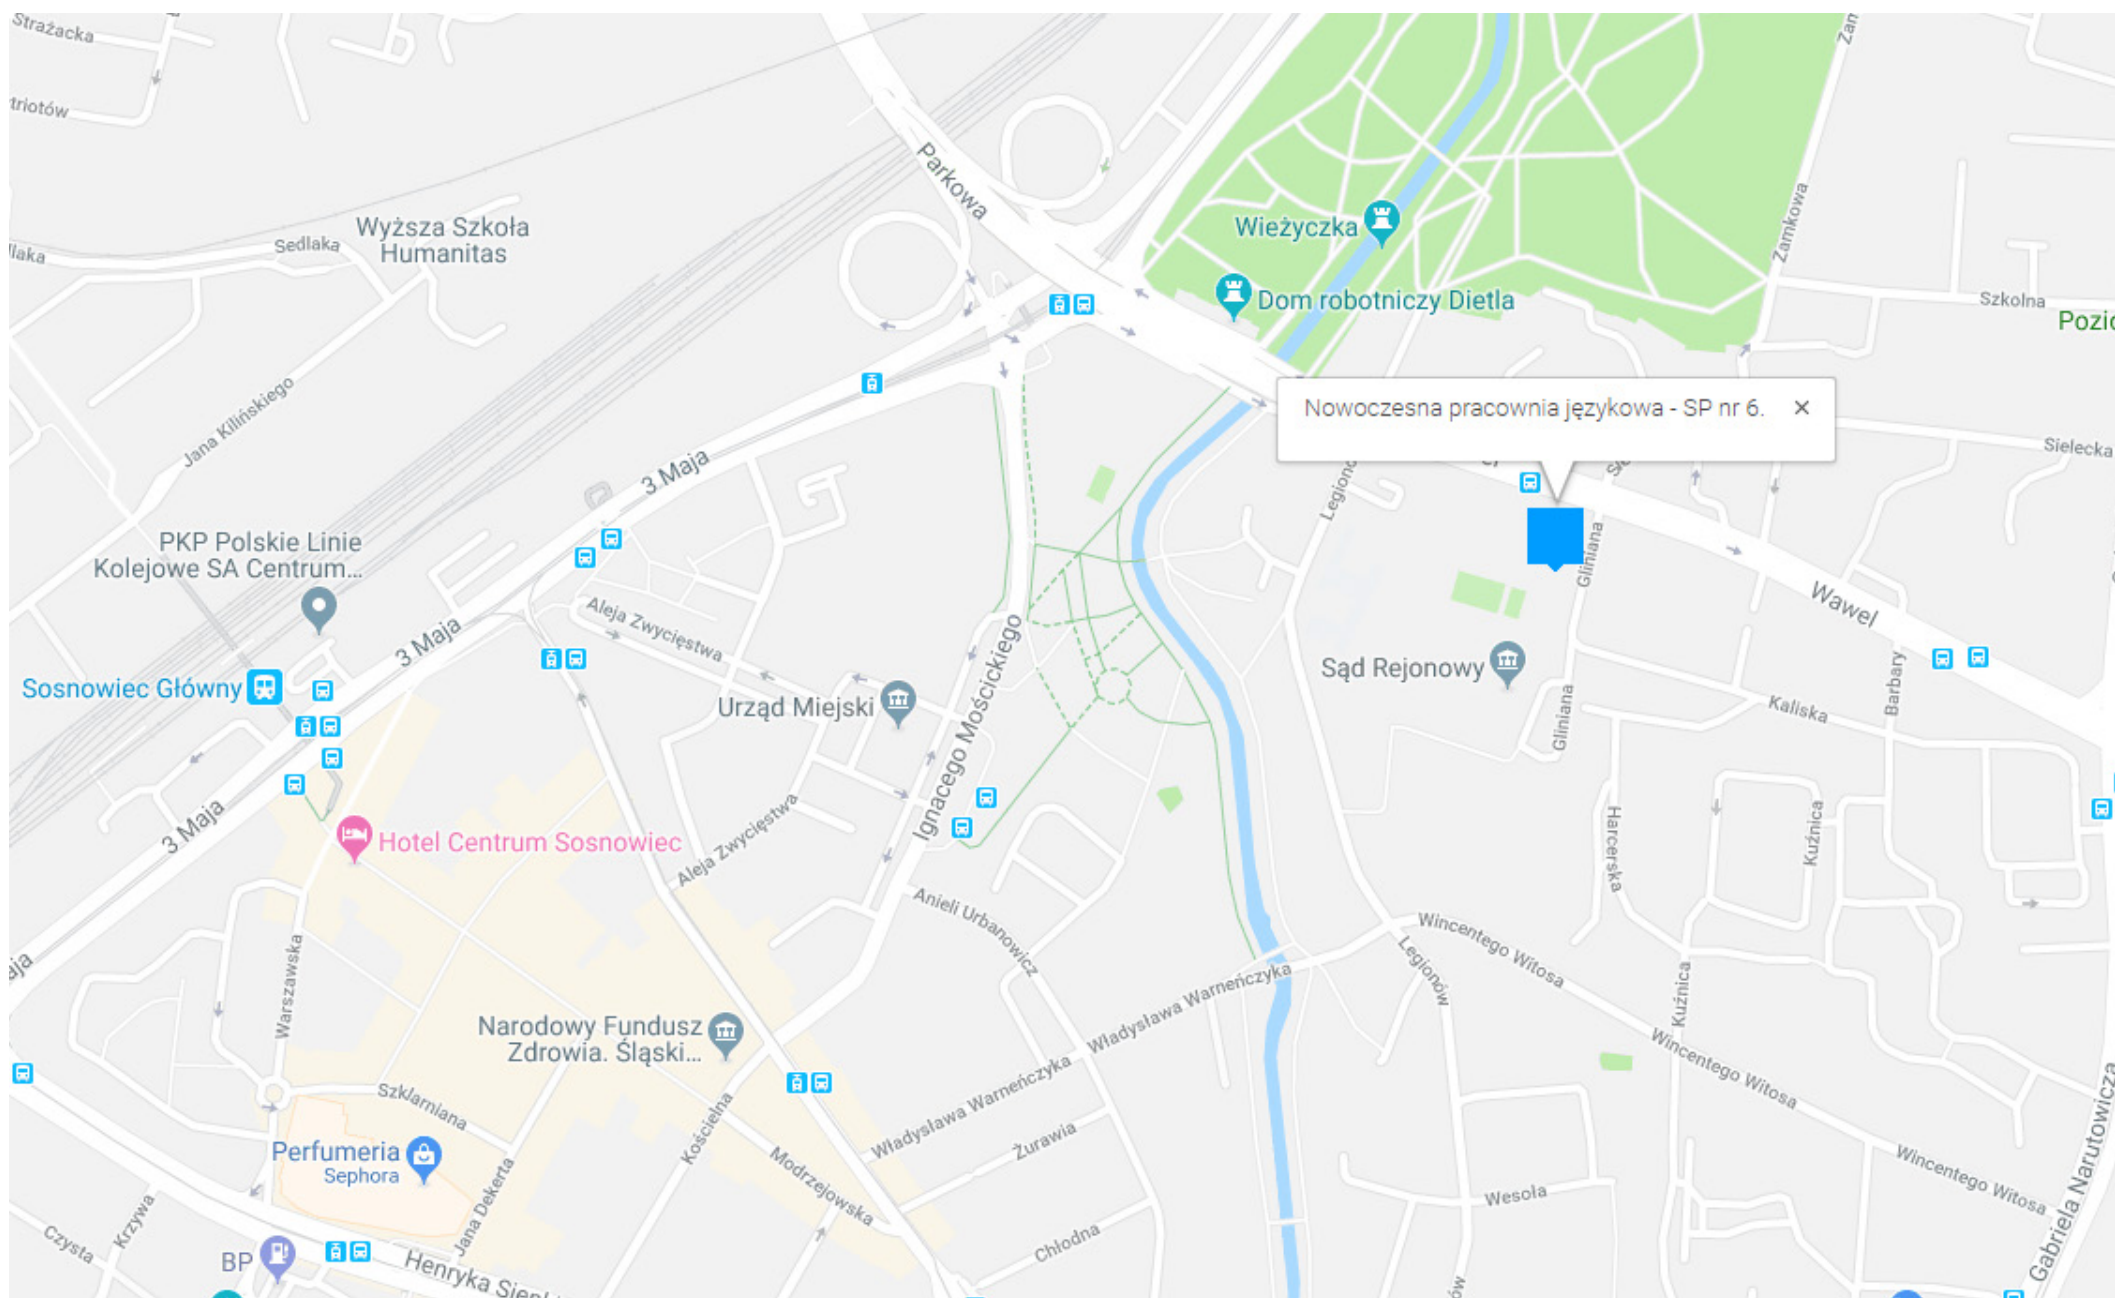 Strażacka
triotów
Parkowa
Zamkowa
Wyższa Szkoła
Humanitas
Sedlaka
laka
Wieżyczka
Dom robotniczy Dietla
Szkolna
Jana Kilińskiego
Nowoczesna pracownia językowa - SP nr 6.
Sielecka
3 Maja
Legionó
PKP Polskie Linie
Kolejowe SA Centrum...
Gliniana
Aleja Zwycięstwa
Wawel
3 Maja
Ignacego Mościckiego
Sąd Rejonowy
Sosnowiec Główny
Urząd Miejski
Barbary
Kaliska
Gliniana
3 Maja
Hotel Centrum Sosnowiec
Aleja Zwycięstwa
Harcerska
Kuźnica
Anieli Urbanowicz
Wincentego Witosa
Legionów
aja
Warszawska
Władysława Warneńczyka
Kuźnica
Narodowy Fundusz
Zdrowia. Śląski...
Wincentego Witosa
Szklarniana
Władysława Warneńczyka
Kościelna
Żurawia
Perfumeria
Sephora
Modrzejowska
Wincentego Witosa
Gabriela Narutowicza
Wesoła
Jana Dekerta
Krzywa
Czysta
Chłodna
BP
Henryka Sien